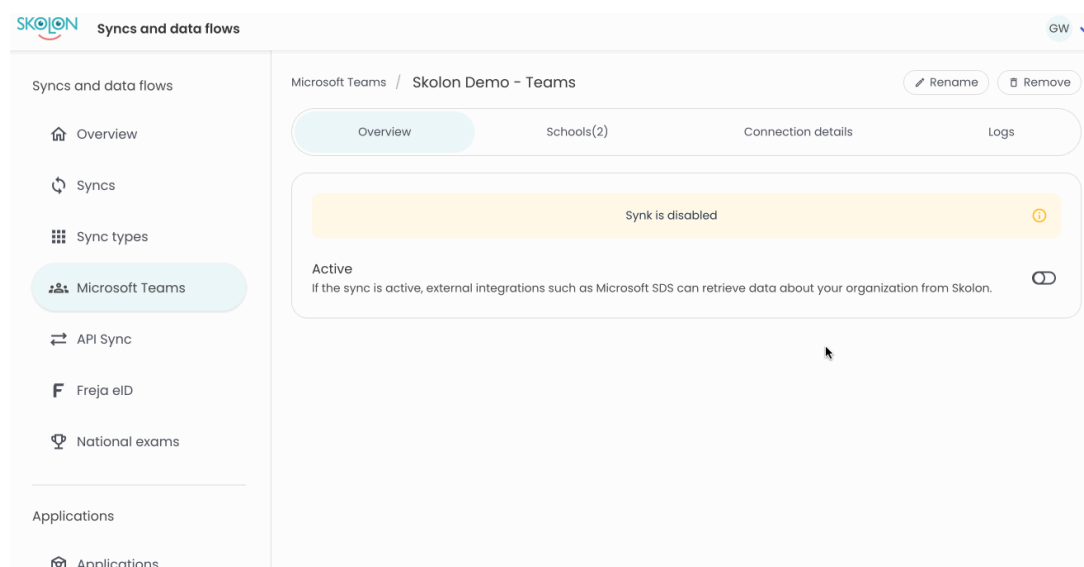 SKOLON
Syncs and data flows
GW
Syncs and data flows
Overview
Syncs
Sync types
Microsoft Teams
API Sync
Freja eID
National exams
Applications
Applications
Microsoft Teams / Skolon Demo - Teams
Rename
Remove
Overview
Schools(2)
Connection details
Logs
Synk is disabled
Active
If the sync is active, external integrations such as Microsoft SDS can retrieve data about your organization from Skolon.